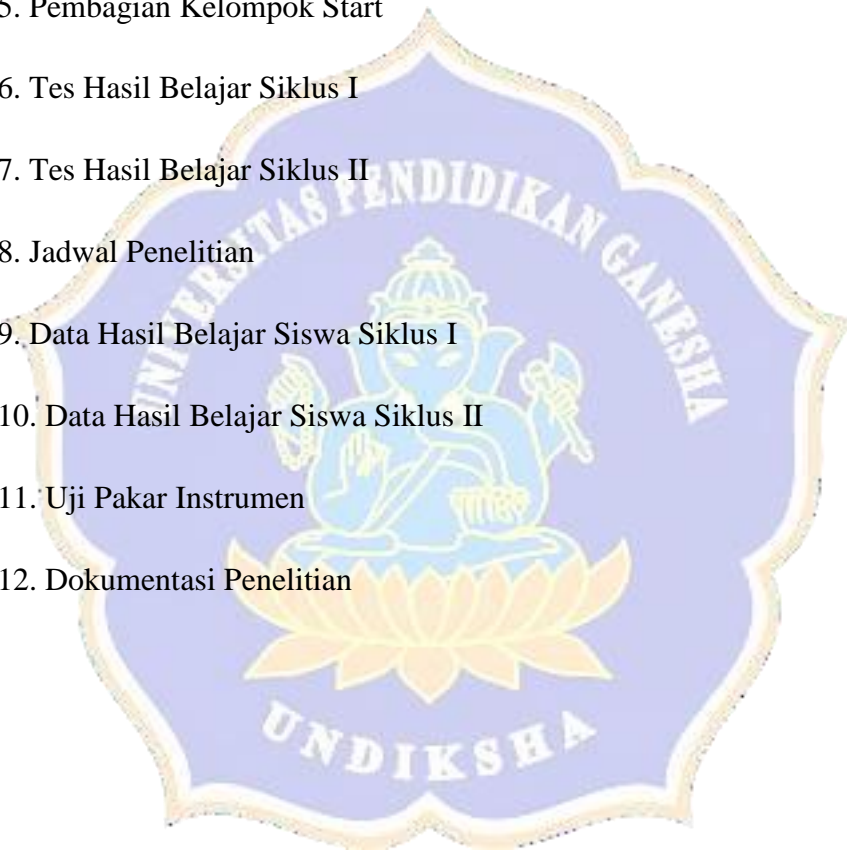 5. Pembagian Kelompok Start
6. Tes Hasil Belajar Siklus I
7. Tes Hasil Belajar Siklus II
8. Jadwal Penelitian
9. Data Hasil Belajar Siswa Siklus I
10. Data Hasil Belajar Siswa Siklus II
11. Uji Pakar Instrumen
12. Dokumentasi Penelitian
UNIVERSITAS PENDIDIKAN GANESHA
UNDIKSHA